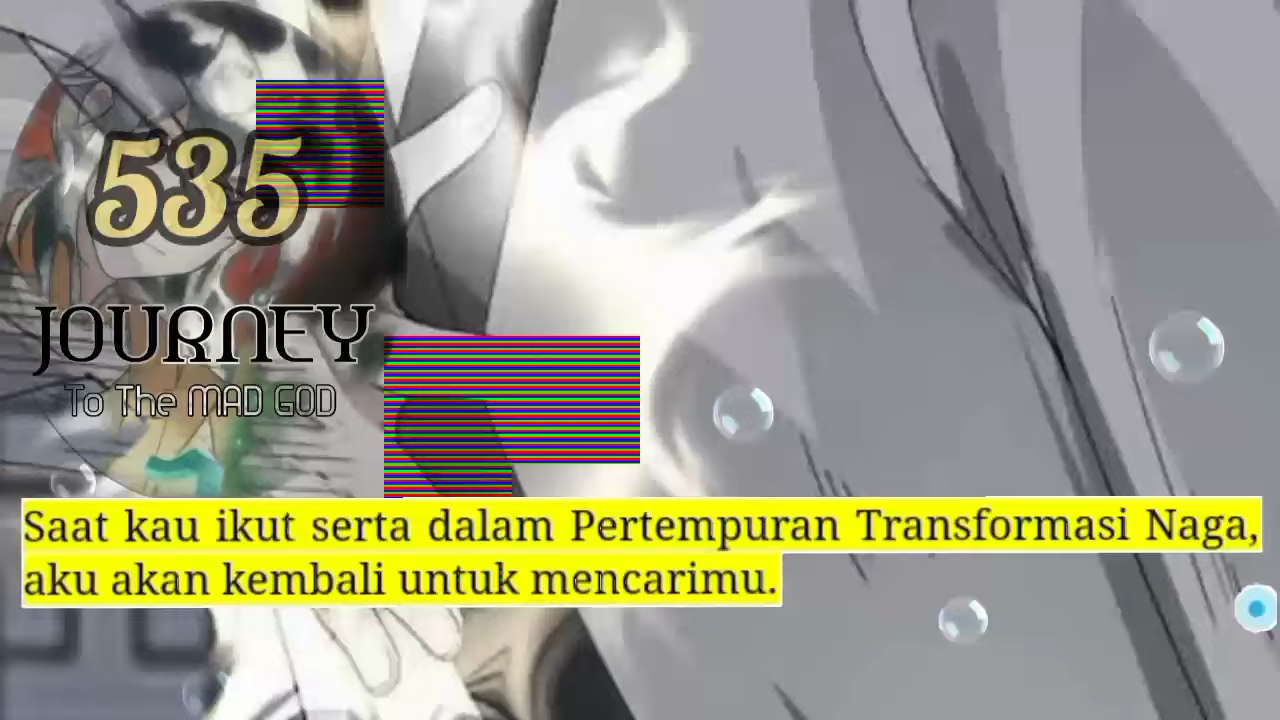 535
JOURNEY
To The MAD GOD
Saat kau ikut serta dalam Pertempuran Transformasi Naga,
aku akan kembali untuk mencarimu.